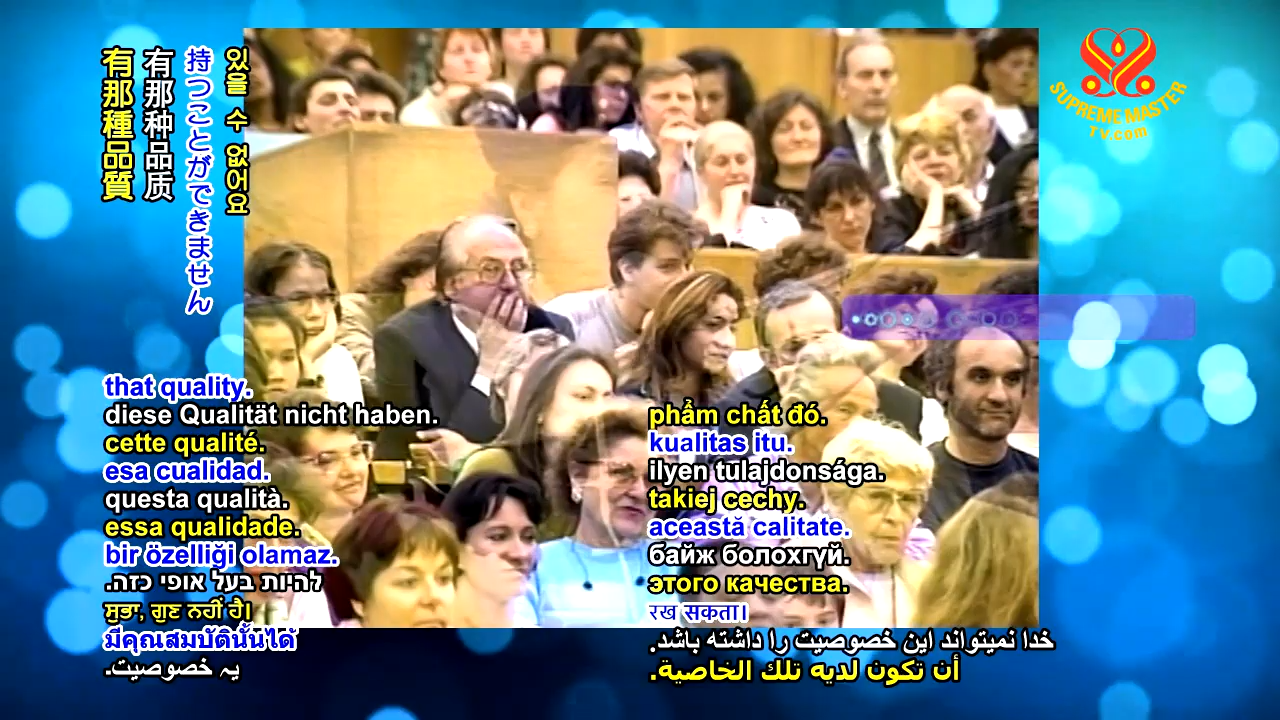 있을 수 없어요
持つことができません
有那种品质
有那種品質
SUPREME MASTER
TV.com
that quality.
diese Qualität nicht haben.
cette qualité.
esa cualidad.
questa qualità.
essa qualidade.
bir özelliği olamaz.
להיות בעל אופי כזה.
ਸੁਭਾ, ਗੁਣ ਨਹੀਂ ਹੈ।
มีคุณสมบัตินั้นได้
یہ خصوصیت.
phẩm chất đó.
kualitas itu.
ilyen tūlajdonsága.
takiej cechy.
această calitate.
байж болохгүй.
этого качества.
रख सकता।
خدا نمیتواند این خصوصیت را داشته باشد.
أن تكون لديه تلك الخاصية.